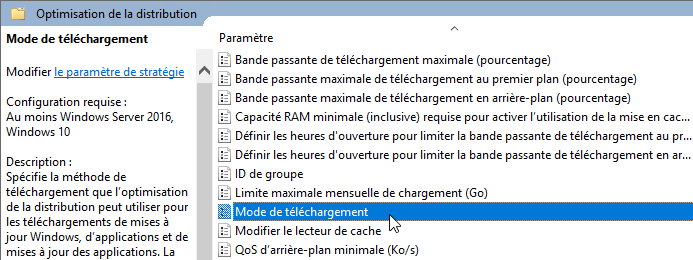 Optimisation de la distribution
Mode de téléchargement
Modifier le paramètre de stratégie
Configuration requise :
Au moins Windows Server 2016,
Windows 10
Description :
Spécifie la méthode de
téléchargement que l'optimisation
de la distribution peut utiliser pour
les téléchargements de mises à
jour Windows, d'applications et de
mises à jour des applications. La
Paramètre
Bande passante de téléchargement maximale (pourcentage)
Bande passante maximale de téléchargement au premier plan (pourcentage)
Bande passante maximale de téléchargement en arrière-plan (pourcentage)
Capacité RAM minimale (inclusive) requise pour activer l'utilisation de la mise en cac...
Définir les heures d'ouverture pour limiter la bande passante de téléchargement au pr...
Définir les heures d'ouverture pour limiter la bande passante de téléchargement en ar...
ID de groupe
Limite maximale mensuelle de chargement (Go)
Mode de téléchargement
Modifier le lecteur de cache
QoS d'arrière-plan minimale (Ko/s)